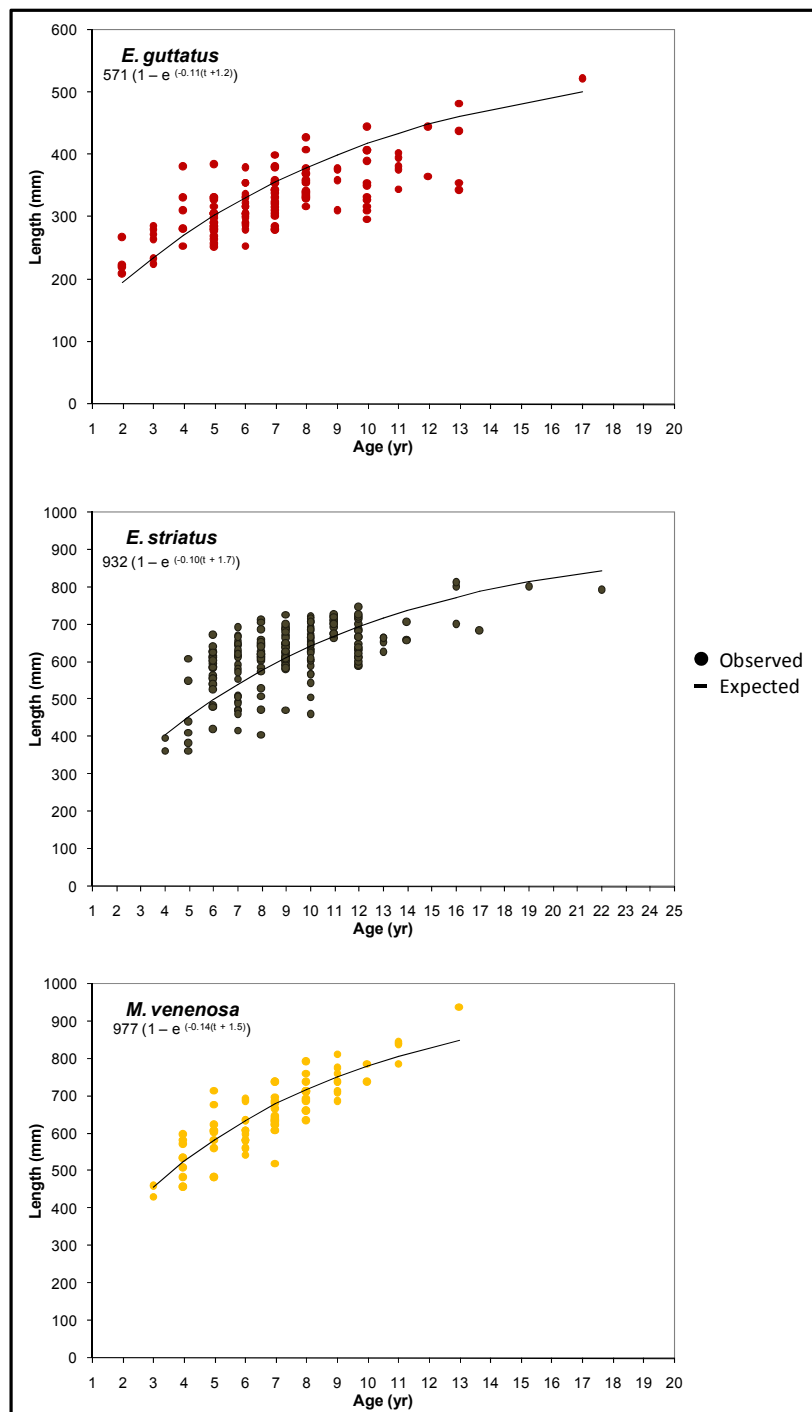 E. guttatus
571 (1 – e (-0.11(t +1.2))
600
500
400
300
200
100
0
Length (mm)
1 2 3 4 5 6 7 8 9 10 11 12 13 14 15 16 17 18 19 20
Age (yr)
E. striatus
932 (1 – e (-0.10(t + 1.7))
1000
900
800
700
600
500
400
300
200
100
0
Length (mm)
1 2 3 4 5 6 7 8 9 10 11 12 13 14 15 16 17 18 19 21 22 23 24 25
Age (yr)
Observed
Expected
M. venenosa
977 (1 – e (-0.14(t + 1.5))
1000
900
800
700
600
500
400
300
200
100
0
Length (mm)
1 2 3 4 5 6 7 8 9 10 11 12 13 14 15 16 17 18 19 20
Age (yr)